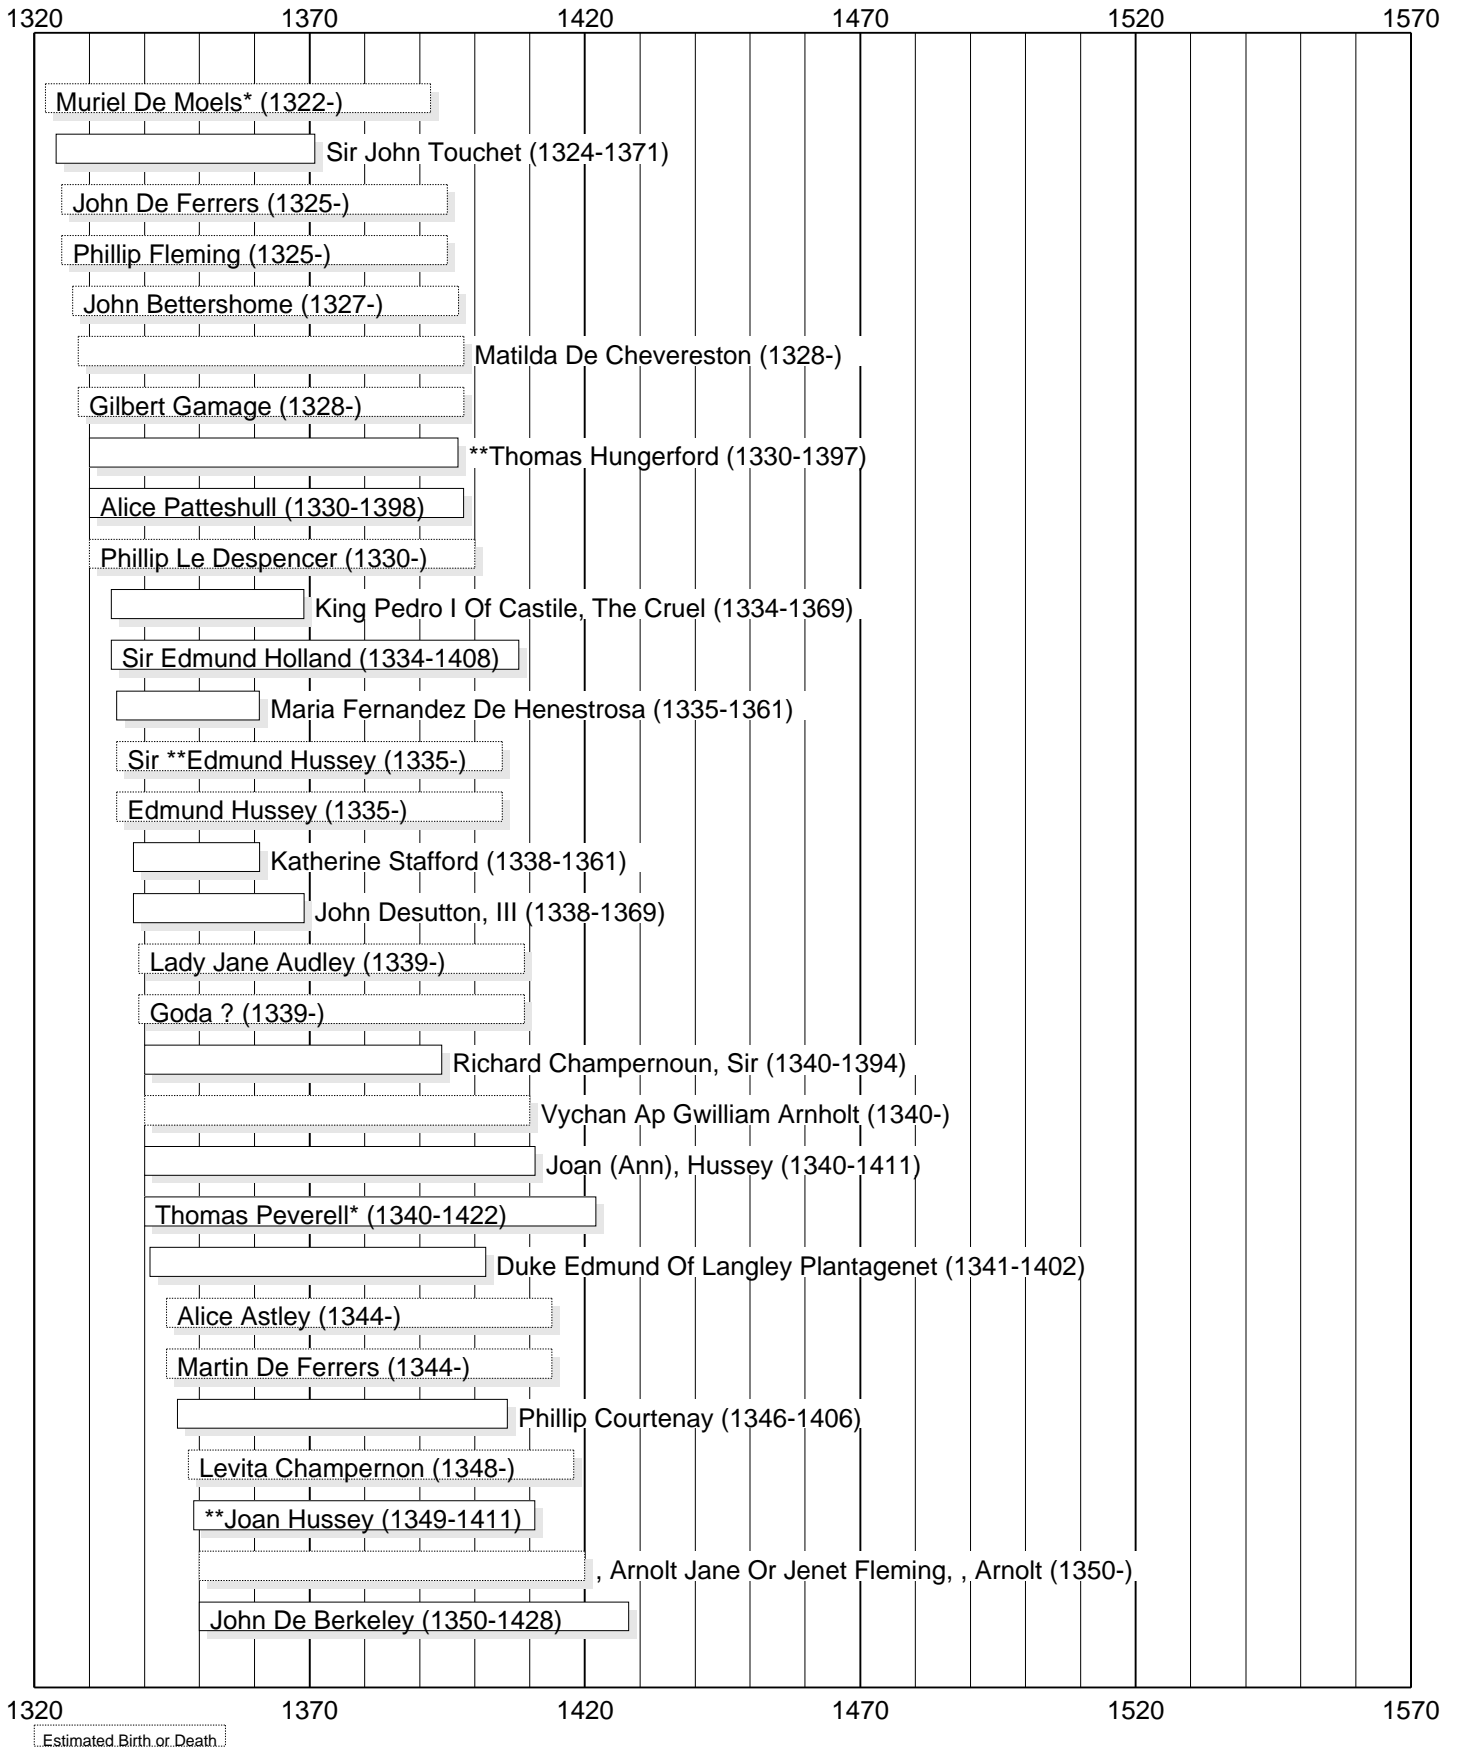 1320 1370 1420 1470 1520 1570
Muriel De Moels* (1322-)
Sir John Touchet (1324-1371)
John De Ferrers (1325-)
Phillip Fleming (1325-)
John Bettershome (1327-)
Matilda De Chevereston (1328-)
Gilbert Gamage (1328-)
**Thomas Hungerford (1330-1397)
Alice Patteshull (1330-1398)
Phillip Le Despencer (1330-)
King Pedro I Of Castile, The Cruel (1334-1369)
Sir Edmund Holland (1334-1408)
Maria Fernandez De Henestrosa (1335-1361)
Sir **Edmund Hussey (1335-)
Edmund Hussey (1335-)
Katherine Stafford (1338-1361)
John Desutton, III (1338-1369)
Lady Jane Audley (1339-)
Goda ? (1339-)
Richard Champernoun, Sir (1340-1394)
Vychan Ap Gwilliam Arnholt (1340-)
Joan (Ann), Hussey (1340-1411)
Thomas Peverell* (1340-1422)
Duke Edmund Of Langley Plantagenet (1341-1402)
Alice Astley (1344-)
Martin De Ferrers (1344-)
Phillip Courtenay (1346-1406)
Levita Champernon (1348-)
**Joan Hussey (1349-1411)
, Arnolt Jane Or Jenet Fleming, , Arnolt (1350-)
John De Berkeley (1350-1428)
1320 1370 1420 1470 1520 1570
Estimated Birth or Death